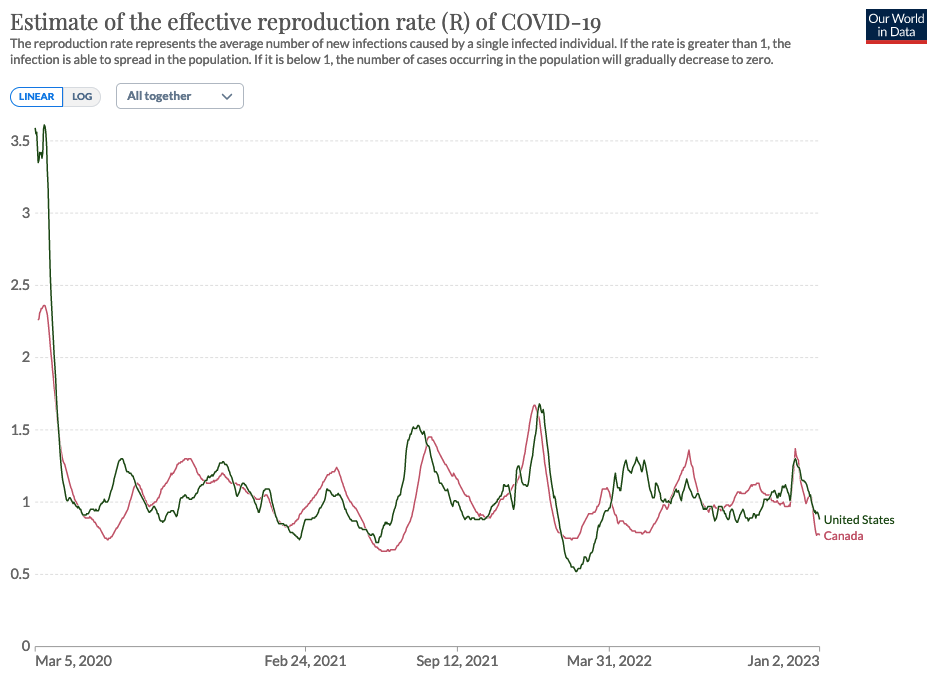 Estimate of the effective reproduction rate (R) of COVID-19
Our World
in Data
The reproduction rate represents the average number of new infections caused by a single infected individual. If the rate is greater than 1, the
infection is able to spread in the population. If it is below 1, the number of cases occurring in the population will gradually decrease to zero.
LINEAR LOG All together
3.5
3
2.5
2
1.5
1
United States
Canada
0.5
0
Mar 5, 2020 Feb 24, 2021 Sep 12, 2021 Mar 31, 2022 Jan 2, 2023